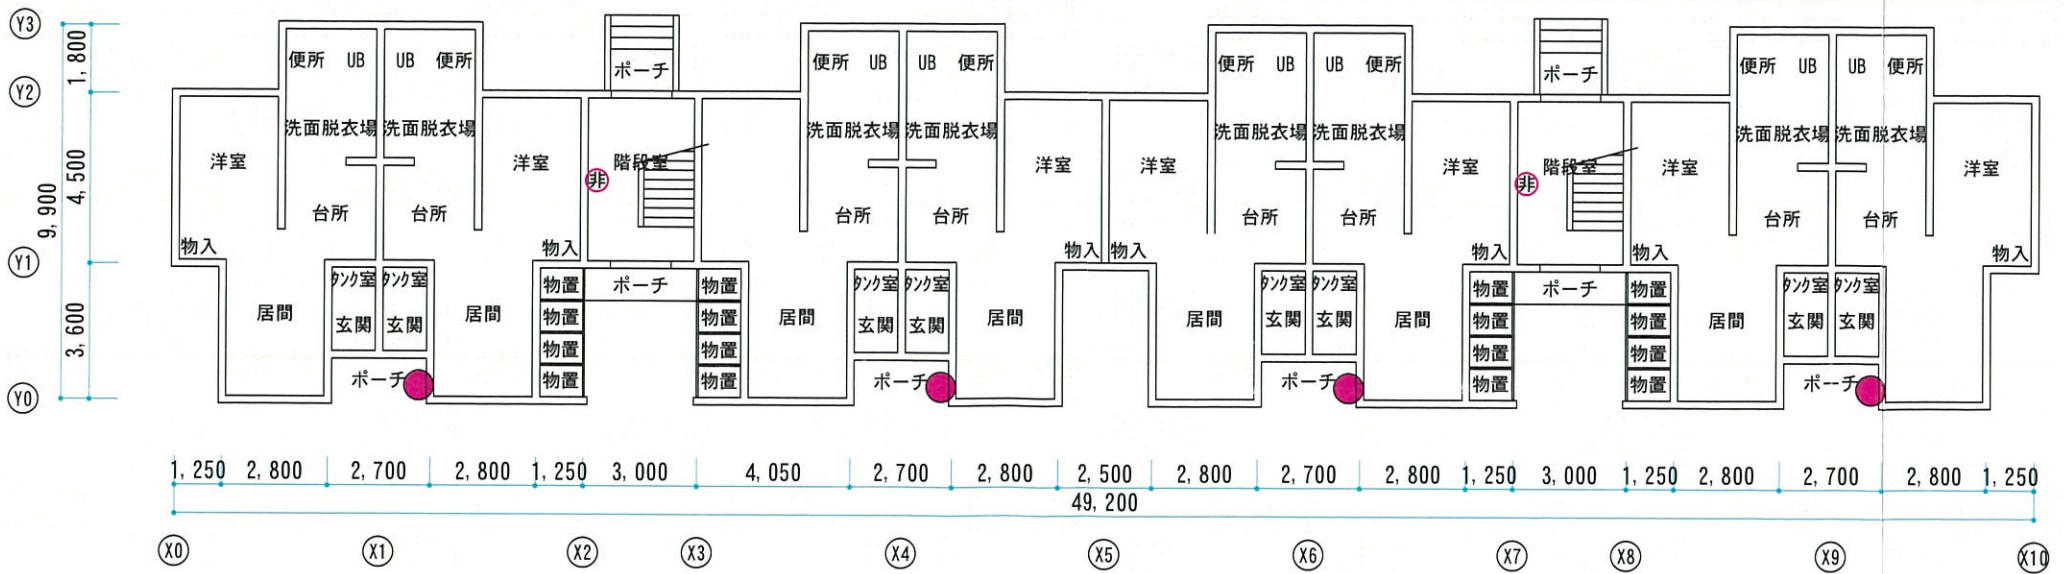 Y3
Y2
Y1
Y0
1,800
4,500
9,900
3,600
便所 UB UB 便所 ポーチ 便所 UB UB 便所 便所 UB UB 便所 ポーチ 便所 UB UB 便所
洗面脱衣場 洗面脱衣場 洗面脱衣場 洗面脱衣場 洗面脱衣場 洗面脱衣場 洗面脱衣場 洗面脱衣場
洋室 洋室 階段室 洋室 洋室 洋室 階段室 洋室 洋室
非 非
台所 台所 台所 台所 台所 台所 台所 台所
物入 物入 物入 物入 物入 物入 物入
タンク室 タンク室 物置 ポーチ 物置 タンク室 タンク室 タンク室 タンク室 物置 ポーチ 物置 タンク室 タンク室
居間 玄関 玄関 居間 物置 物置 居間 玄関 玄関 居間 居間 玄関 玄関 居間 物置 物置 居間 玄関 玄関
物置 物置 物置 物置
ポーチ 物置 物置 ポーチ ポーチ 物置 物置 ポーチ
1,250 2,800 2,700 2,800 1,250 3,000 4,050 2,700 2,800 2,500 2,800 2,700 2,800 1,250 3,000 1,250 2,800 2,700 2,800 1,250
49,200
X0 X1 X2 X3 X4 X5 X6 X7 X8 X9 X10